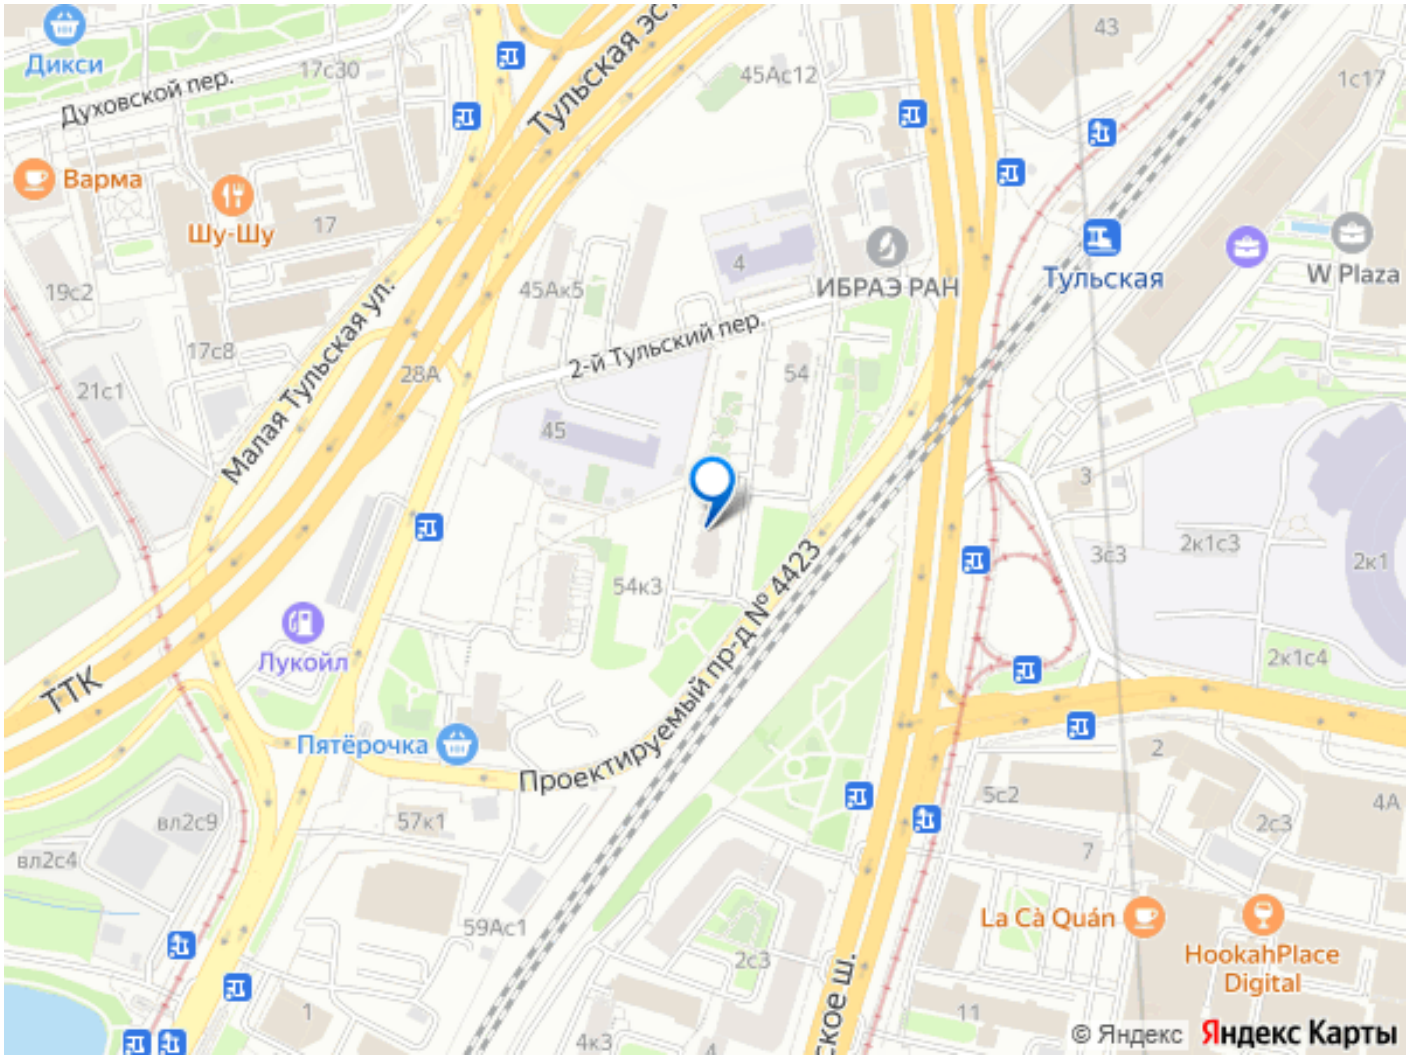 43
Тульская эст
Дикси
17с30
45Ас12
1с17
Духовской пер.
Варма
Шу-Шу
17
4
ИБРАЭ РАН
Тульская
W Plaza
19с2
45Ак5
Малая Тульская ул.
2-й Тульский пер.
17с8
28А
54
21с1
45
3
2к1с3
3с3
2к1
54к3
Проектируемый пр-д № 4423
Лукойл
2к1с4
ТТК
Пятёрочка
2
5с2
4А
57к1
вл2с9
2с3
7
вл2с4
La Cà Quán
59Ас1
HookahPlace
Digital
2с3
ское ш.
1
11
4к3
4
© Яндекс
Яндекс Карты